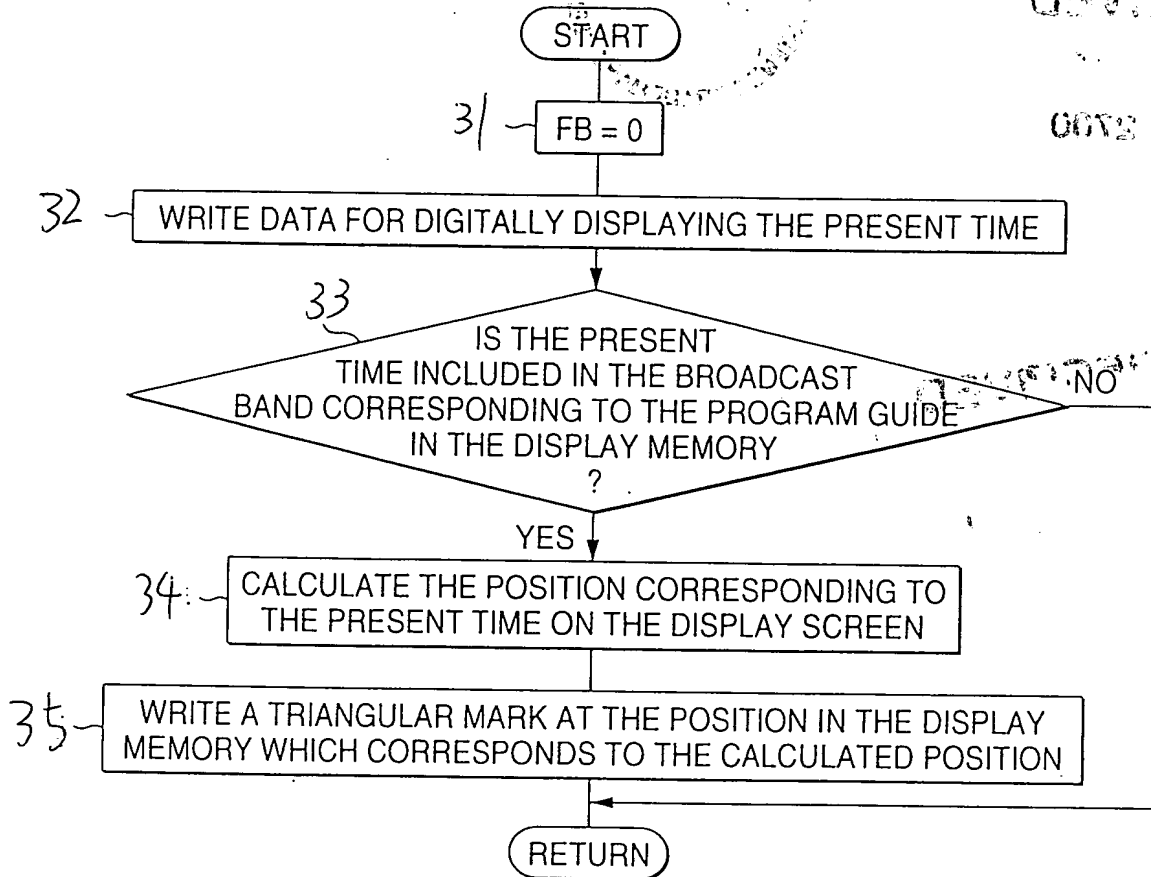 START
31
FB = 0
32
WRITE DATA FOR DIGITALLY DISPLAYING THE PRESENT TIME
33
IS THE PRESENT
TIME INCLUDED IN THE BROADCAST
BAND CORRESPONDING TO THE PROGRAM GUIDE
IN THE DISPLAY MEMORY
?
NO
YES
34
CALCULATE THE POSITION CORRESPONDING TO
THE PRESENT TIME ON THE DISPLAY SCREEN
35
WRITE A TRIANGULAR MARK AT THE POSITION IN THE DISPLAY
MEMORY WHICH CORRESPONDS TO THE CALCULATED POSITION
RETURN